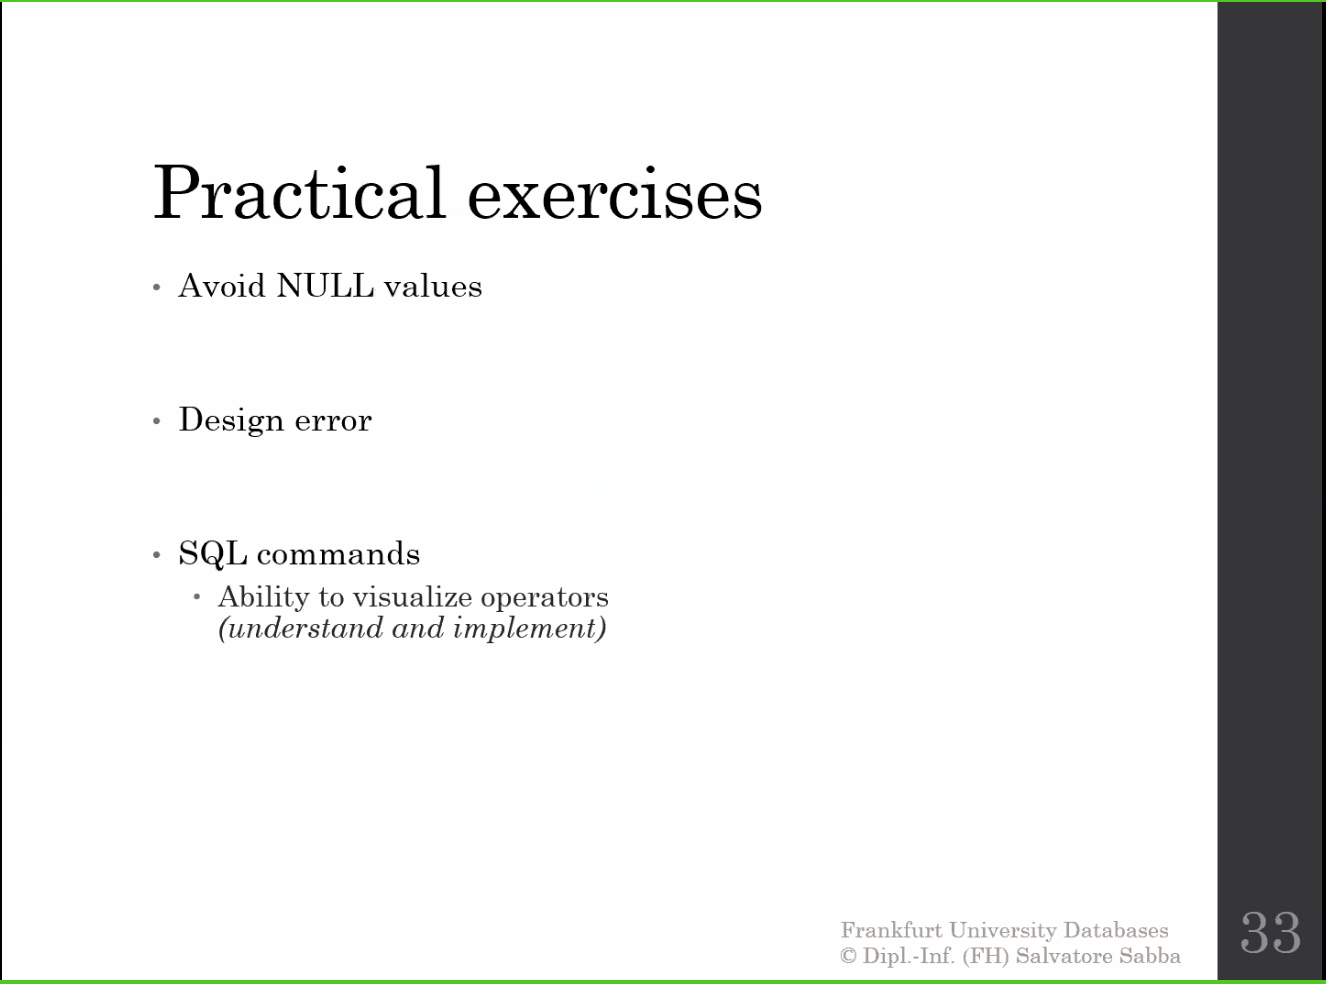 Practical exercises
• Avoid NULL values
• Design error
• SQL commands
• Ability to visualize operators
(understand and implement)
Frankfurt University Databases
© Dipl.-Inf. (FH) Salvatore Sabba
33